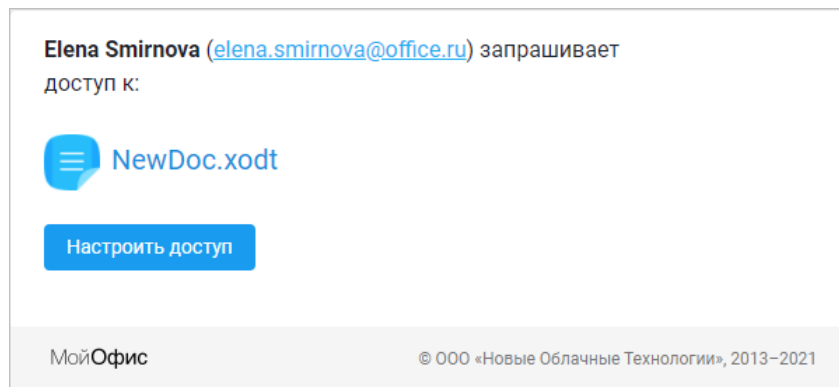 Elena Smirnova (elena.smirnova@office.ru) запрашивает
доступ к:
NewDoc.xodt
Настроить доступ
МойОфис
© ООО «Новые Облачные Технологии», 2013–2021